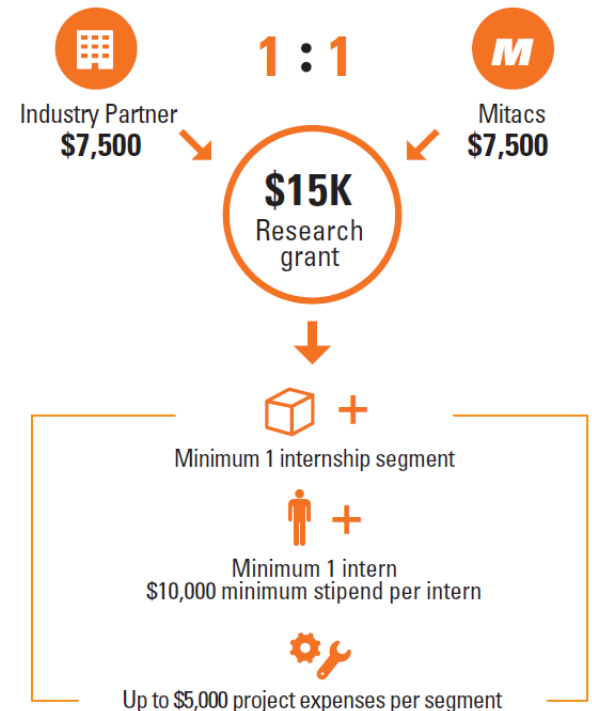 1 : 1
M
Industry Partner
$7,500
Mitacs
$7,500
$15K
Research
grant
+
Minimum 1 internship segment
+
Minimum 1 intern
$10,000 minimum stipend per intern
Up to $5,000 project expenses per segment